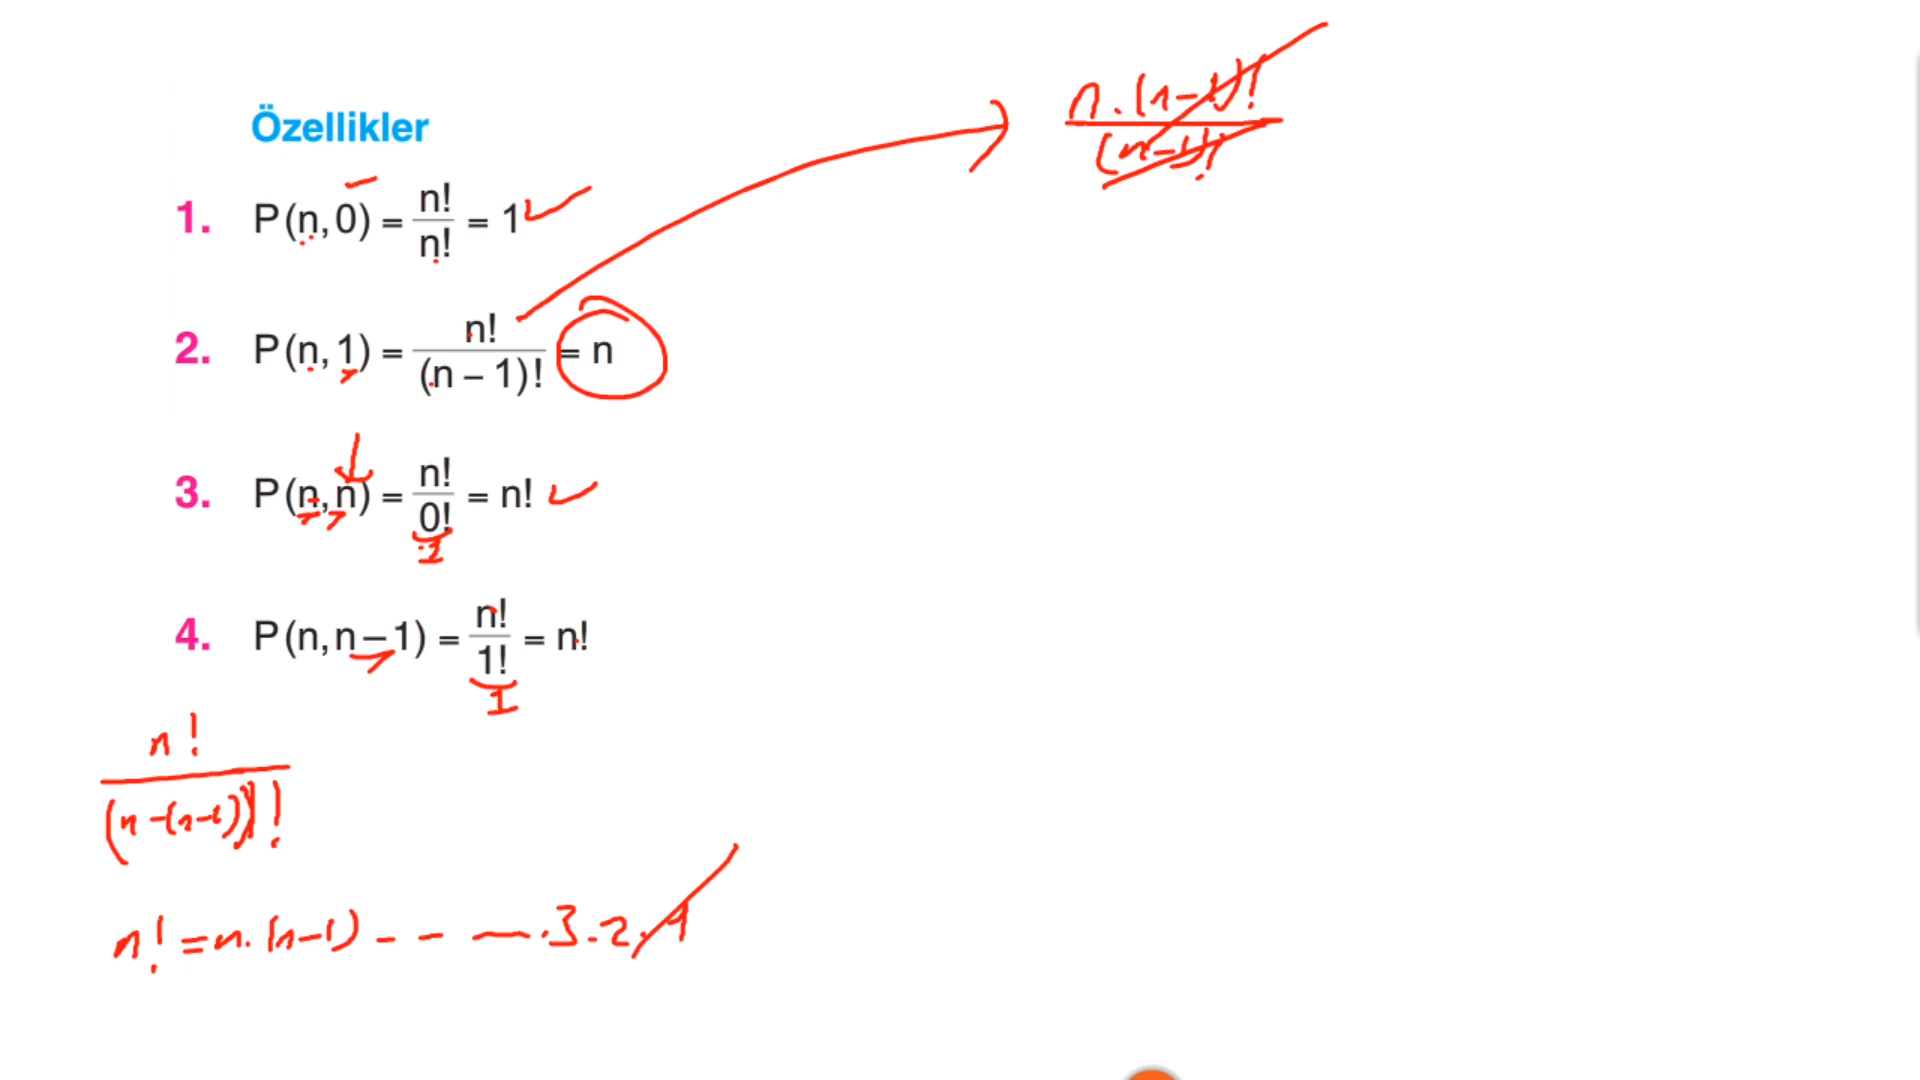 Özellikler
n.(n-1)!
(n-1)!
1. P(n,0) = n!/n! = 1
2. P(n,1) = n!/(n – 1)! = n
3. P(n,n) = n!/0! = n!
1
4. P(n,n–1) = n!/1! = n!
1
n!
(n-(n-1))!
n! = n.(n-1) - - — .3.2.1